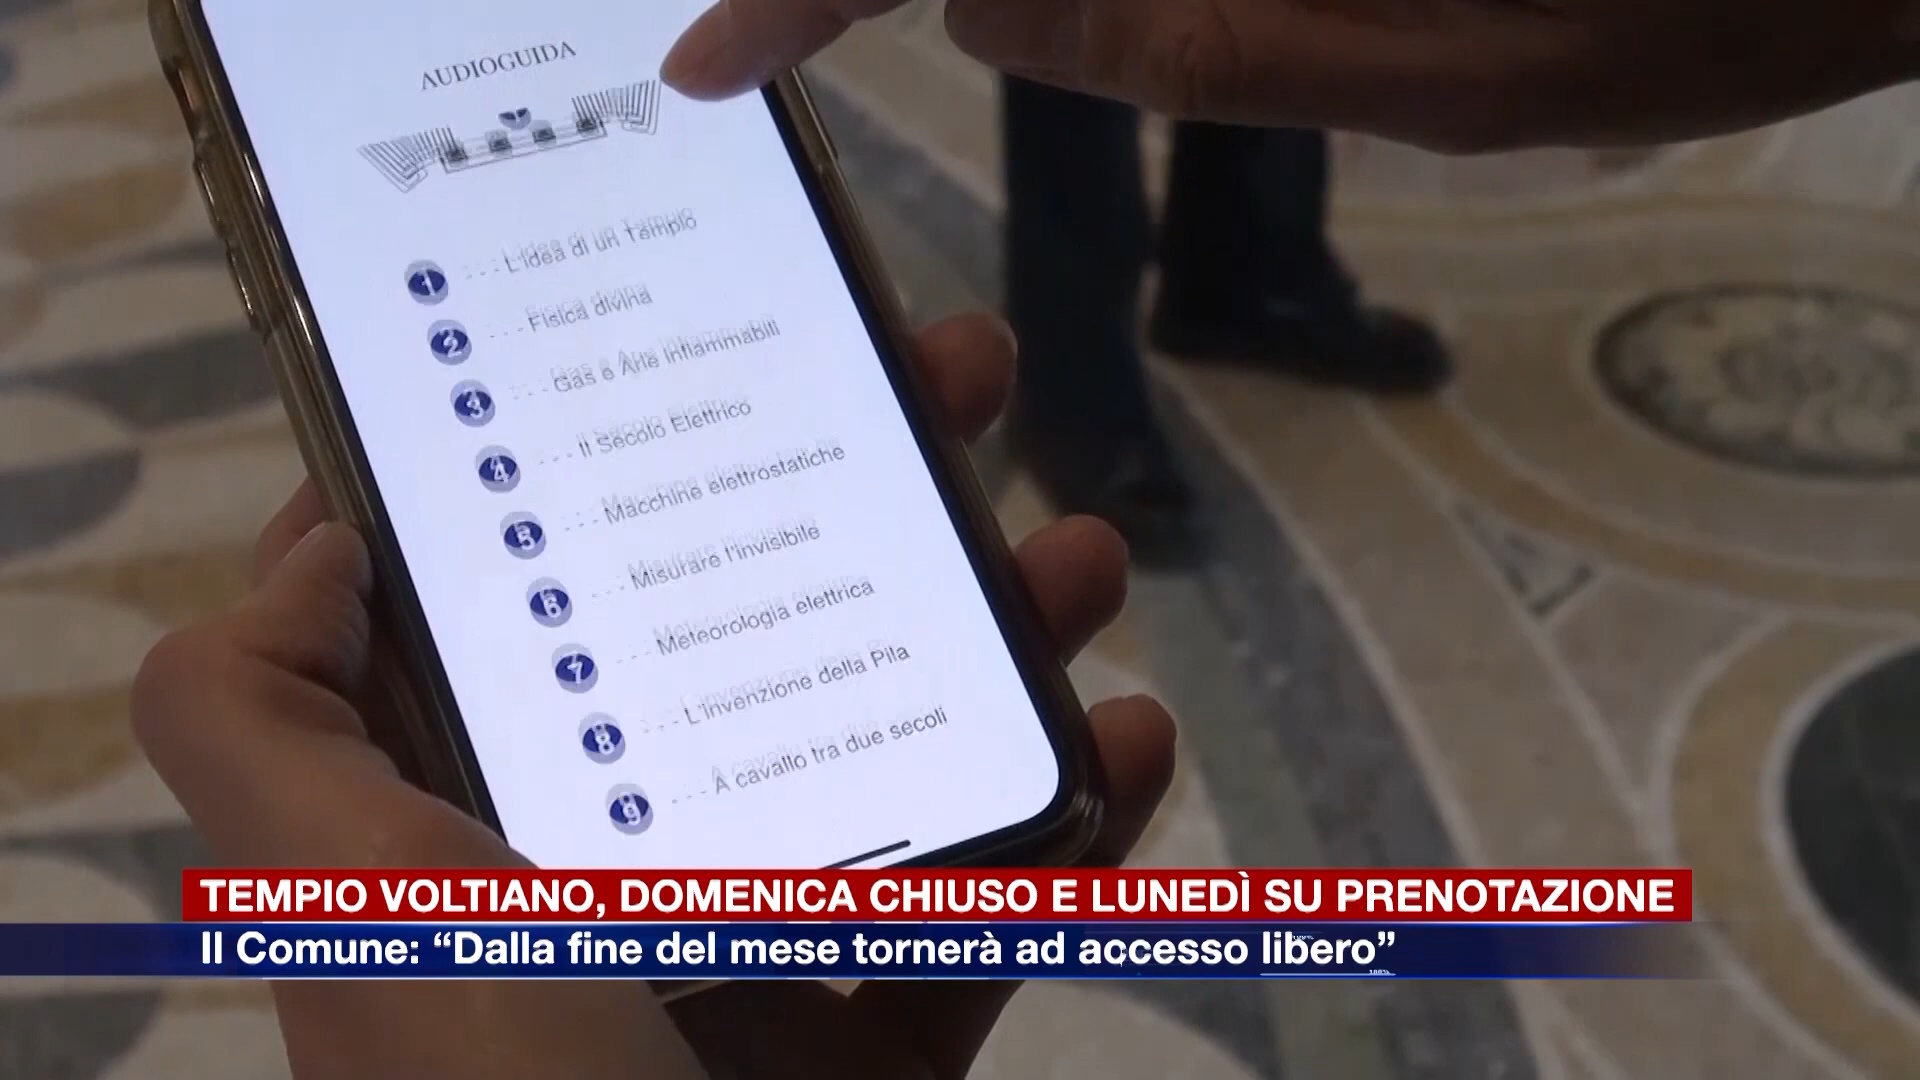 AUDIOGUIDA
1 - - - L'idea di un Tempio
2 - - - Fisica divina
3 - - - Gas e Arie Infiammabili
4 - - - Il Secolo Elettrico
5 - - - Macchine elettrostatiche
6 - - - Misurare l'invisibile
7 - - - Meteorologia elettrica
8 - - - L'invenzione della Pila
9 - - - A cavallo tra due secoli
TEMPIO VOLTIANO, DOMENICA CHIUSO E LUNEDÌ SU PRENOTAZIONE
Il Comune: “Dalla fine del mese tornerà ad accesso libero”